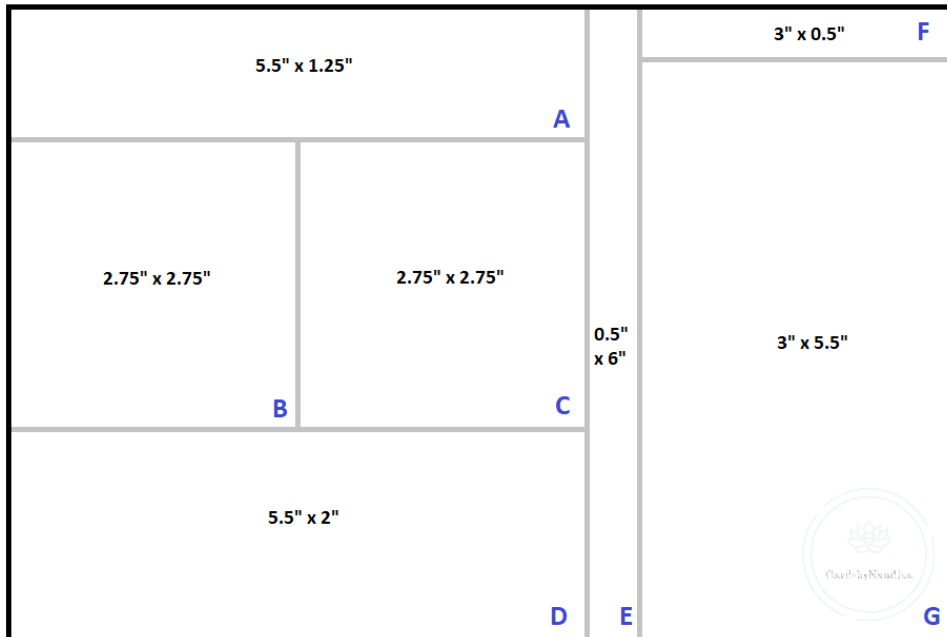 5.5" x 1.25"
A
2.75" x 2.75"
B
2.75" x 2.75"
C
5.5" x 2"
D
0.5"
x 6"
E
3" x 0.5"
F
3" x 5.5"
G